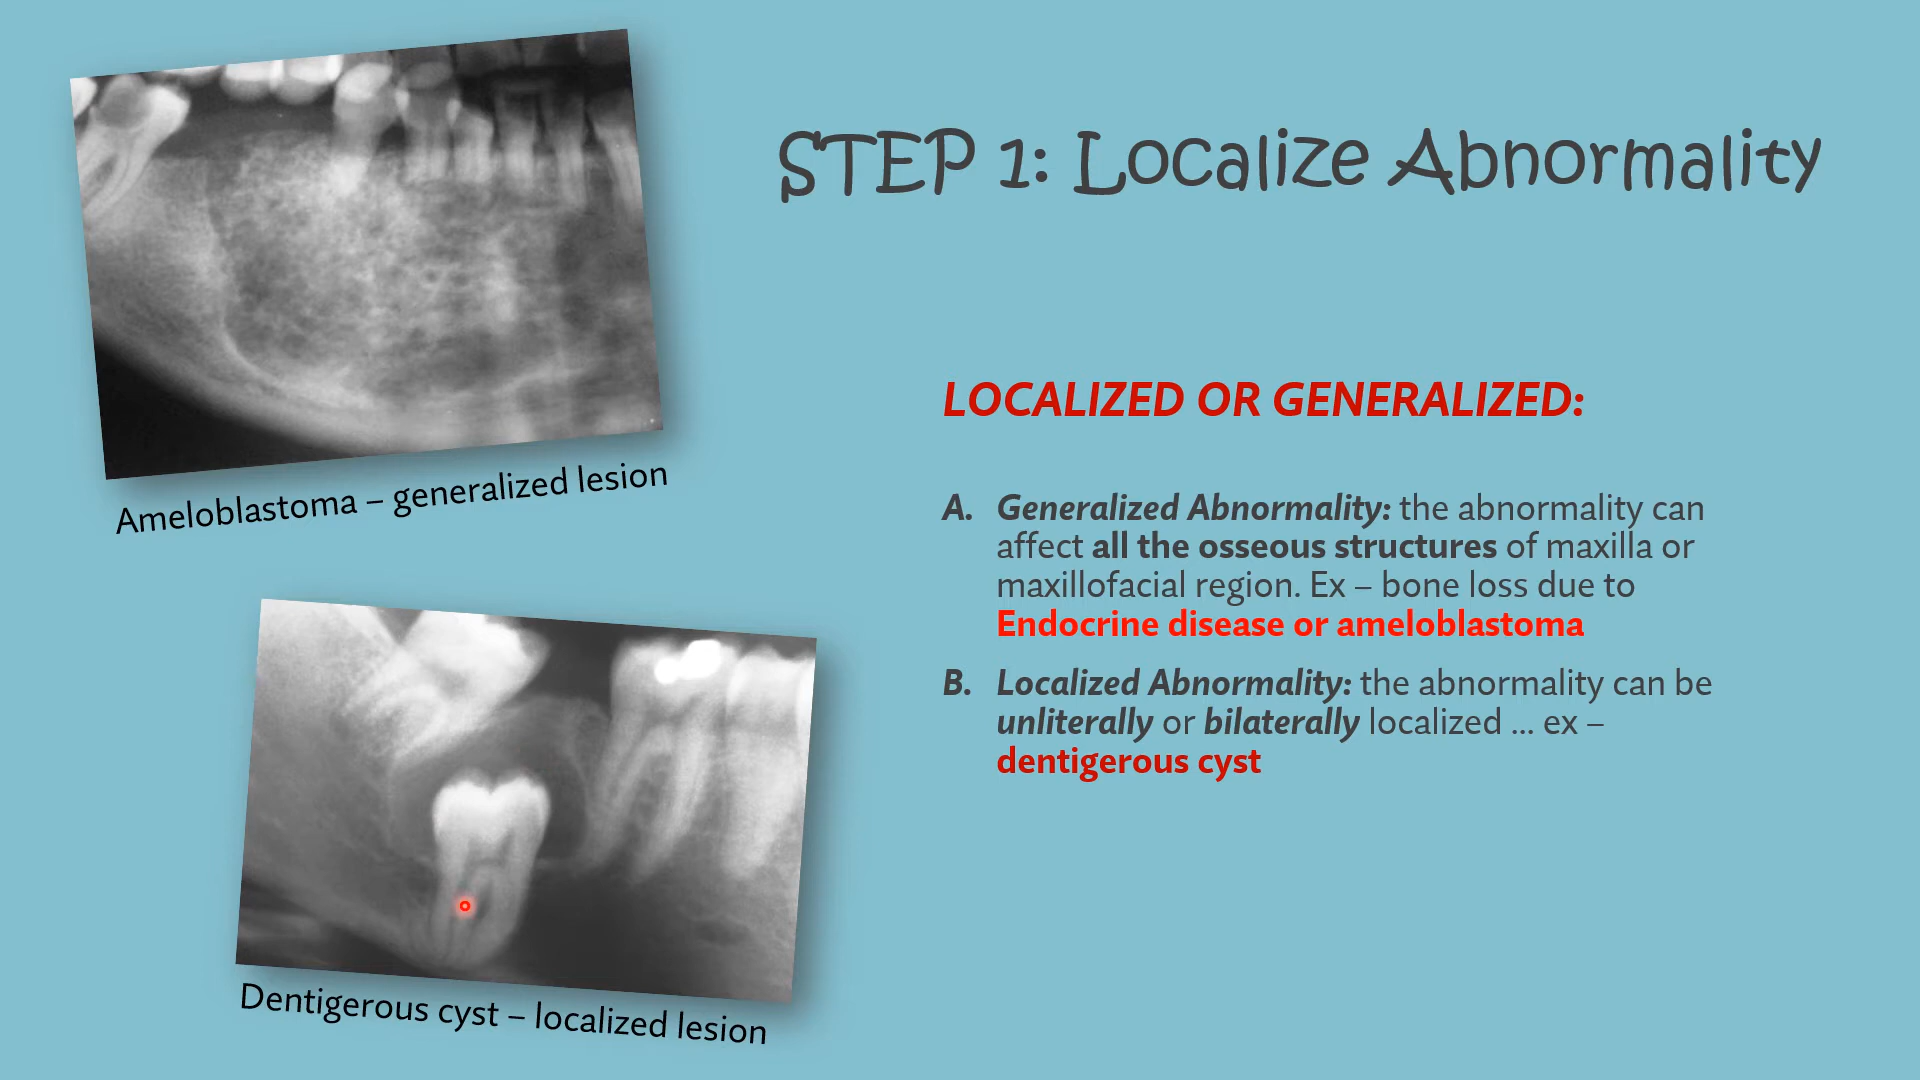 STEP 1: Localize Abnormality
LOCALIZED OR GENERALIZED:
A. Generalized Abnormality: the abnormality can
affect all the osseous structures of maxilla or
maxillofacial region. Ex – bone loss due to
Endocrine disease or ameloblastoma
B. Localized Abnormality: the abnormality can be
unliterally or bilaterally localized ... ex –
dentigerous cyst
Ameloblastoma – generalized lesion
Dentigerous cyst – localized lesion